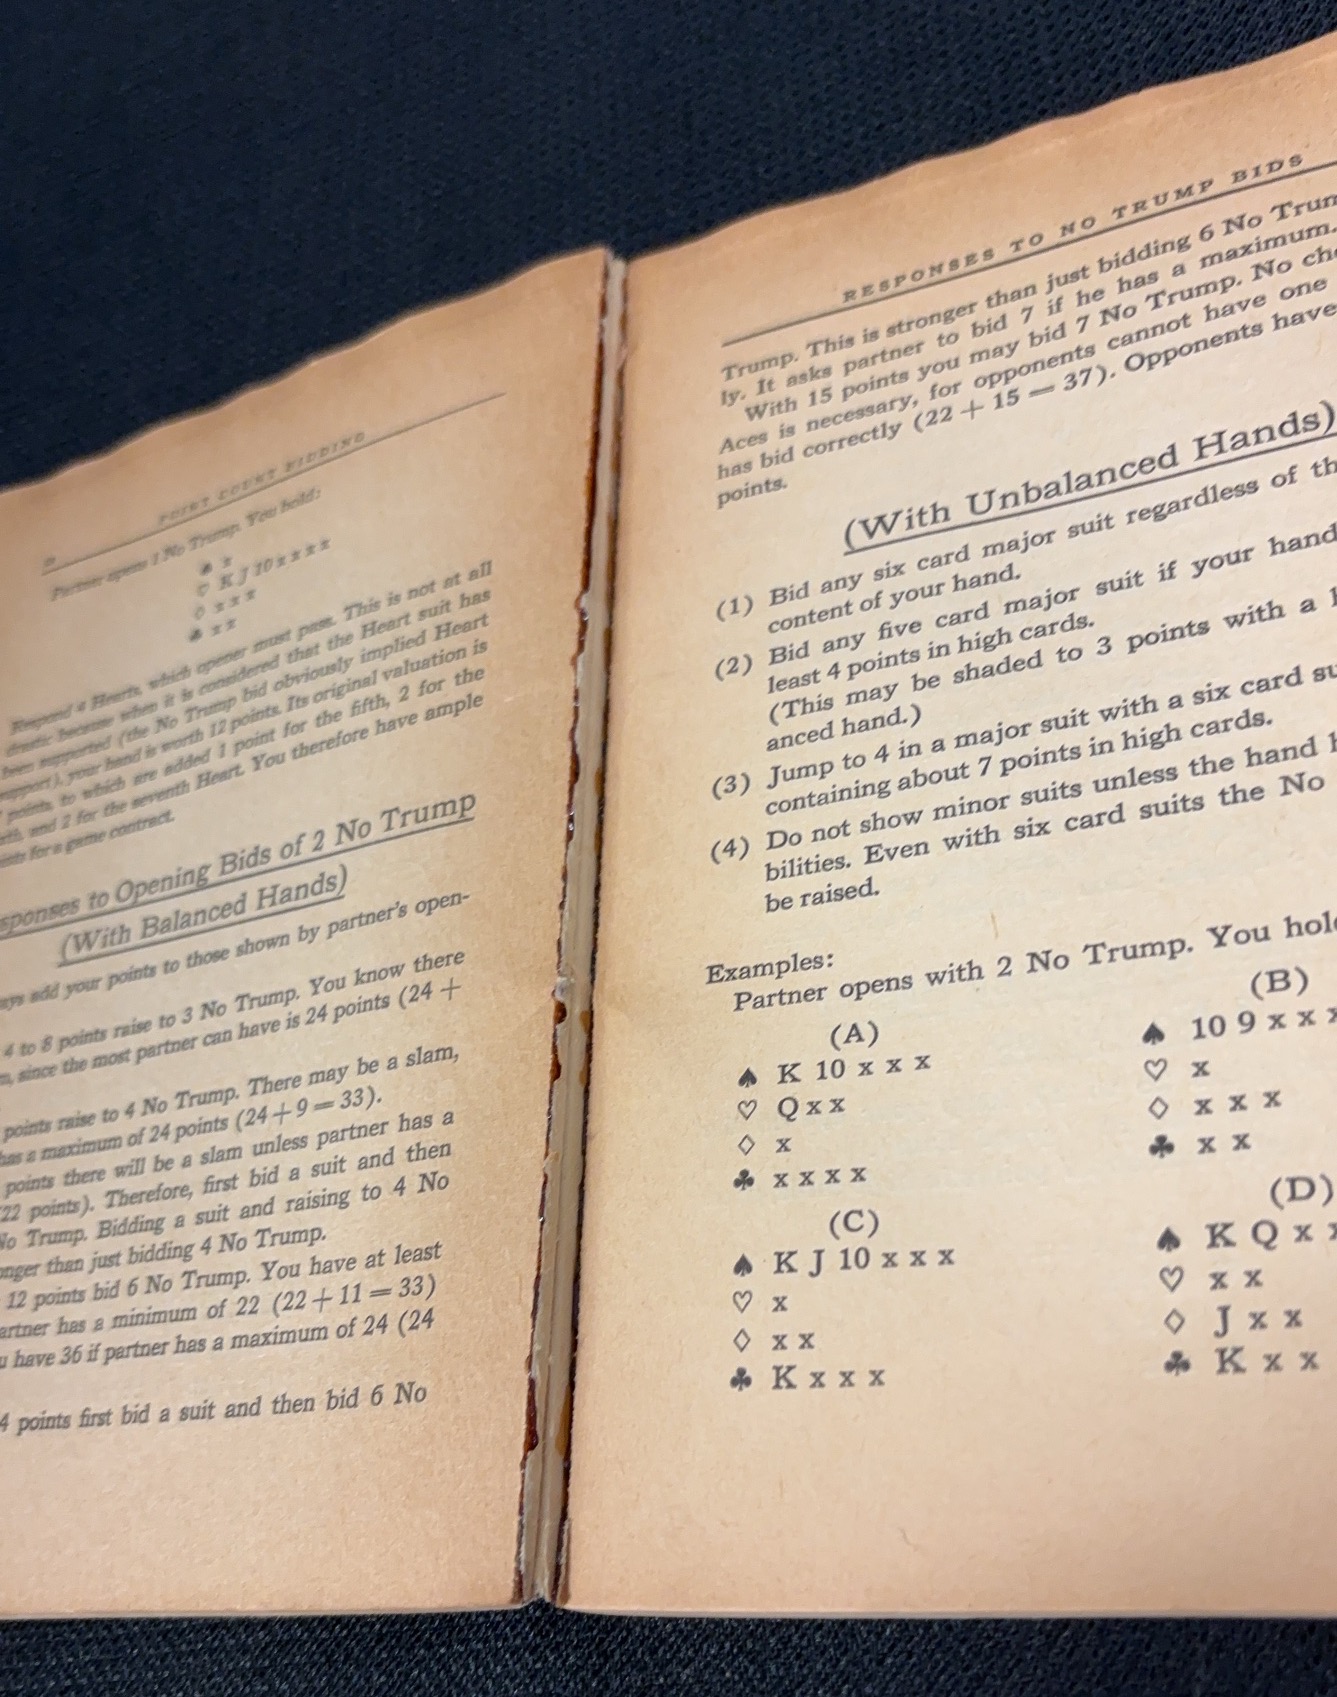 POINT COUNT BIDDING
Partner opens 1 No Trump. You hold:
♠ x
♡ K J 10 x x x x
♢ x x x
♣ x x
Respond 4 Hearts, which opener must pass. This is not at all
drastic because when it is considered that the Heart suit has
been supported (the No Trump bid obviously implied Heart
support), your hand is worth 12 points. Its original valuation is
points, to which are added 1 point for the fifth, 2 for the
and 2 for the seventh Heart. You therefore have ample
for a game contract.
sponses to Opening Bids of 2 No Trump
(With Balanced Hands)
ays add your points to those shown by partner's open-
4 to 8 points raise to 3 No Trump. You know there
m, since the most partner can have is 24 points (24 +
points raise to 4 No Trump. There may be a slam,
has a maximum of 24 points (24 + 9 = 33).
points there will be a slam unless partner has a
22 points). Therefore, first bid a suit and then
No Trump. Bidding a suit and raising to 4 No
onger than just bidding 4 No Trump.
12 points bid 6 No Trump. You have at least
artner has a minimum of 22 (22 + 11 = 33)
u have 36 if partner has a maximum of 24 (24
4 points first bid a suit and then bid 6 No
RESPONSES TO NO TRUMP BIDS
Trump. This is stronger than just bidding 6 No Trum
ly. It asks partner to bid 7 if he has a maximum.
With 15 points you may bid 7 No Trump. No che
Aces is necessary, for opponents cannot have one
has bid correctly (22 + 15 = 37). Opponents have
points.
(With Unbalanced Hands)
(1) Bid any six card major suit regardless of th
content of your hand.
(2) Bid any five card major suit if your hand
least 4 points in high cards.
(This may be shaded to 3 points with a
anced hand.)
(3) Jump to 4 in a major suit with a six card su
containing about 7 points in high cards.
(4) Do not show minor suits unless the hand h
bilities. Even with six card suits the No
be raised.
Examples:
Partner opens with 2 No Trump. You hol
(A)
♠ K 10 x x x
♡ Q x x
♢ x
♣ x x x x
(B)
♠ 10 9 x x x
♡ x
♢ x x x
♣ x x
(C)
♠ K J 10 x x x
♡ x
♢ x x
♣ K x x x
(D)
♠ K Q x x
♡ x x
♢ J x x
♣ K x x